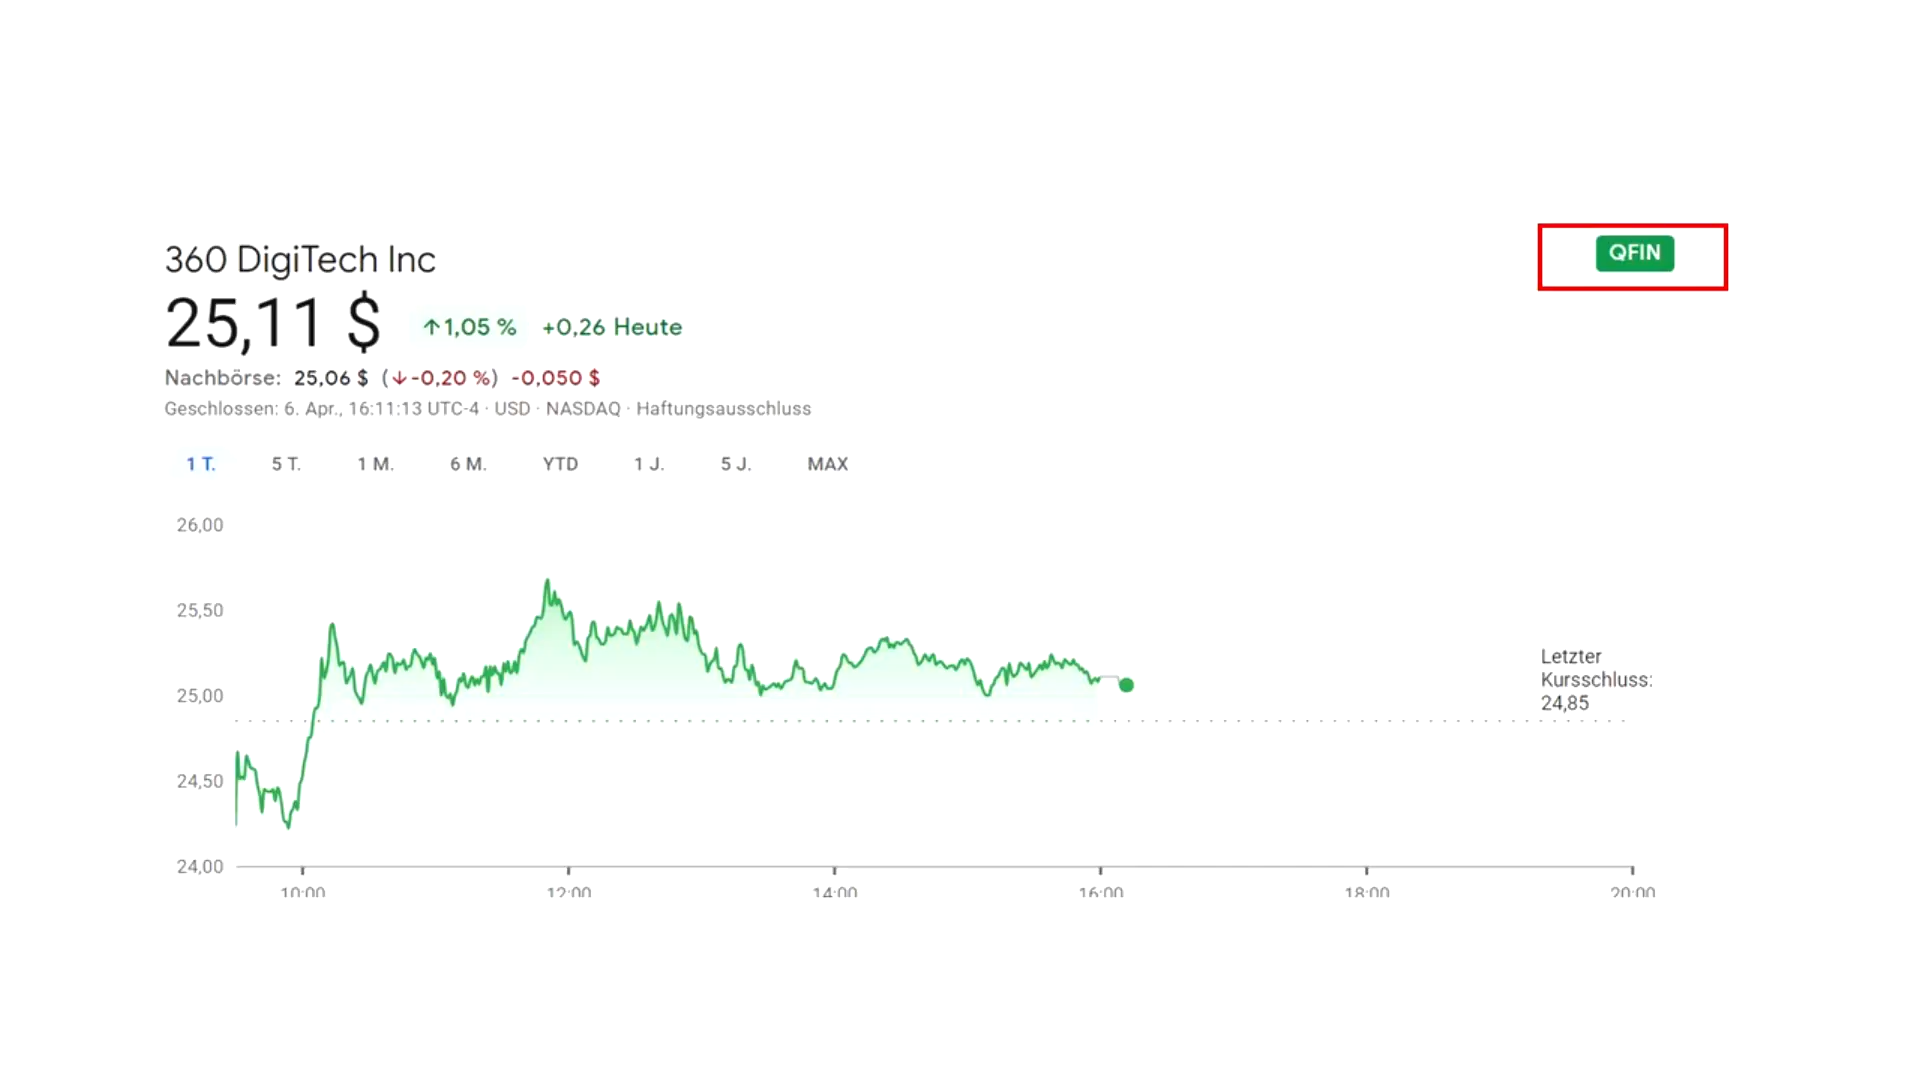 360 DigiTech Inc
QFIN
25,11 $ ↑1,05 % +0,26 Heute
Nachbörse: 25,06 $ (↓-0,20 %) -0,050 $
Geschlossen: 6. Apr., 16:11:13 UTC-4 · USD · NASDAQ · Haftungsausschluss
1 T. 5 T. 1 M. 6 M. YTD 1 J. 5 J. MAX
26,00
25,50
25,00
24,50
24,00
Letzter
Kursschluss:
24,85
10:00 12:00 14:00 16:00 18:00 20:00